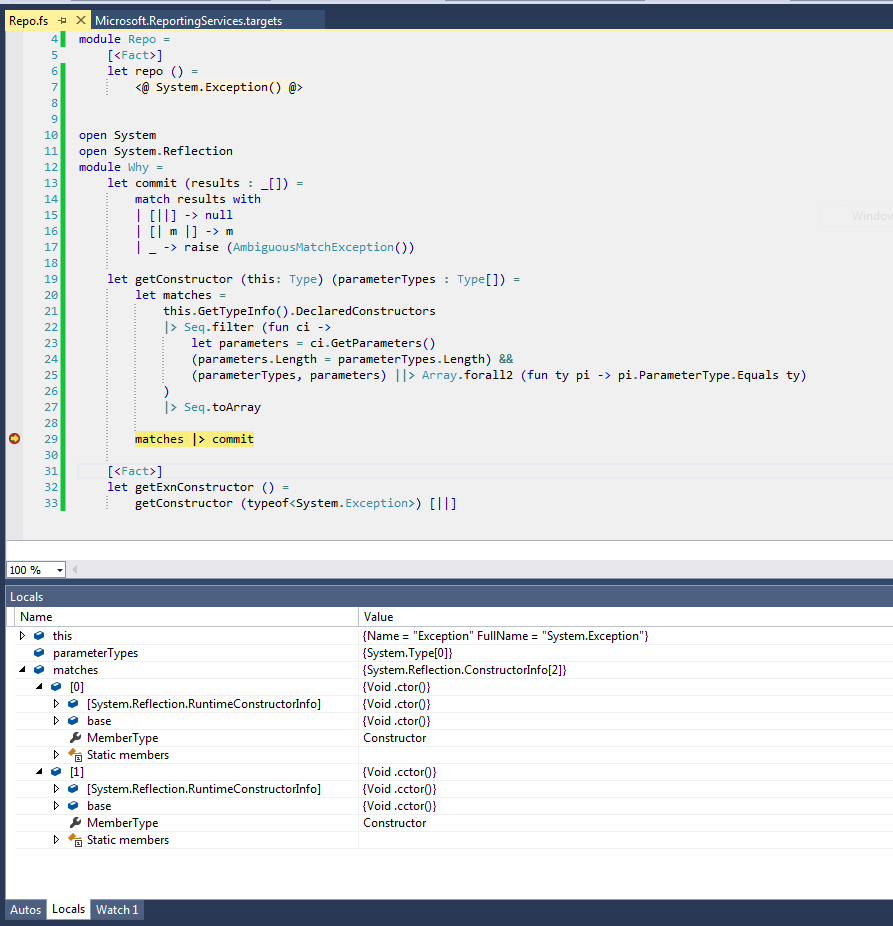 Repo.fs Microsoft.ReportingServices.targets
4 module Repo =
5 [<Fact>]
6 let repo () =
7 <@ System.Exception() @>
8
9
10 open System
11 open System.Reflection
12 module Why =
13 let commit (results : _[]) =
14 match results with
15 | [||] -> null
16 | [| m |] -> m
17 | _ -> raise (AmbiguousMatchException())
18
19 let getConstructor (this: Type) (parameterTypes : Type[]) =
20 let matches =
21 this.GetTypeInfo().DeclaredConstructors
22 |> Seq.filter (fun ci ->
23 let parameters = ci.GetParameters()
24 (parameters.Length = parameterTypes.Length) &&
25 (parameterTypes, parameters) ||> Array.forall2 (fun ty pi -> pi.ParameterType.Equals ty)
26 )
27 |> Seq.toArray
28
29 matches |> commit
30
31 [<Fact>]
32 let getExnConstructor () =
33 getConstructor (typeof<System.Exception>) [||]
Window
100 %
Locals
Name Value
this {Name = "Exception" FullName = "System.Exception"}
parameterTypes {System.Type[0]}
matches {System.Reflection.ConstructorInfo[2]}
[0] {Void .ctor()}
[System.Reflection.RuntimeConstructorInfo] {Void .ctor()}
base {Void .ctor()}
MemberType Constructor
Static members
[1] {Void .cctor()}
[System.Reflection.RuntimeConstructorInfo] {Void .cctor()}
base {Void .cctor()}
MemberType Constructor
Static members
Autos Locals Watch 1